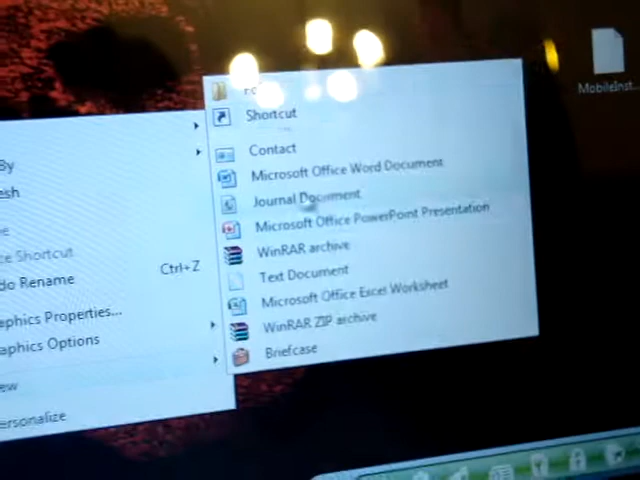 Shortcut
Contact
Microsoft Office Word Document
Journal Document
Microsoft Office PowerPoint Presentation
WinRAR archive
Text Document
Microsoft Office Excel Worksheet
WinRAR ZIP archive
Briefcase
By
esh
e
ce Shortcut
do Rename Ctrl+Z
aphics Properties...
aphics Options
ew
ersonalize
MobileInst...